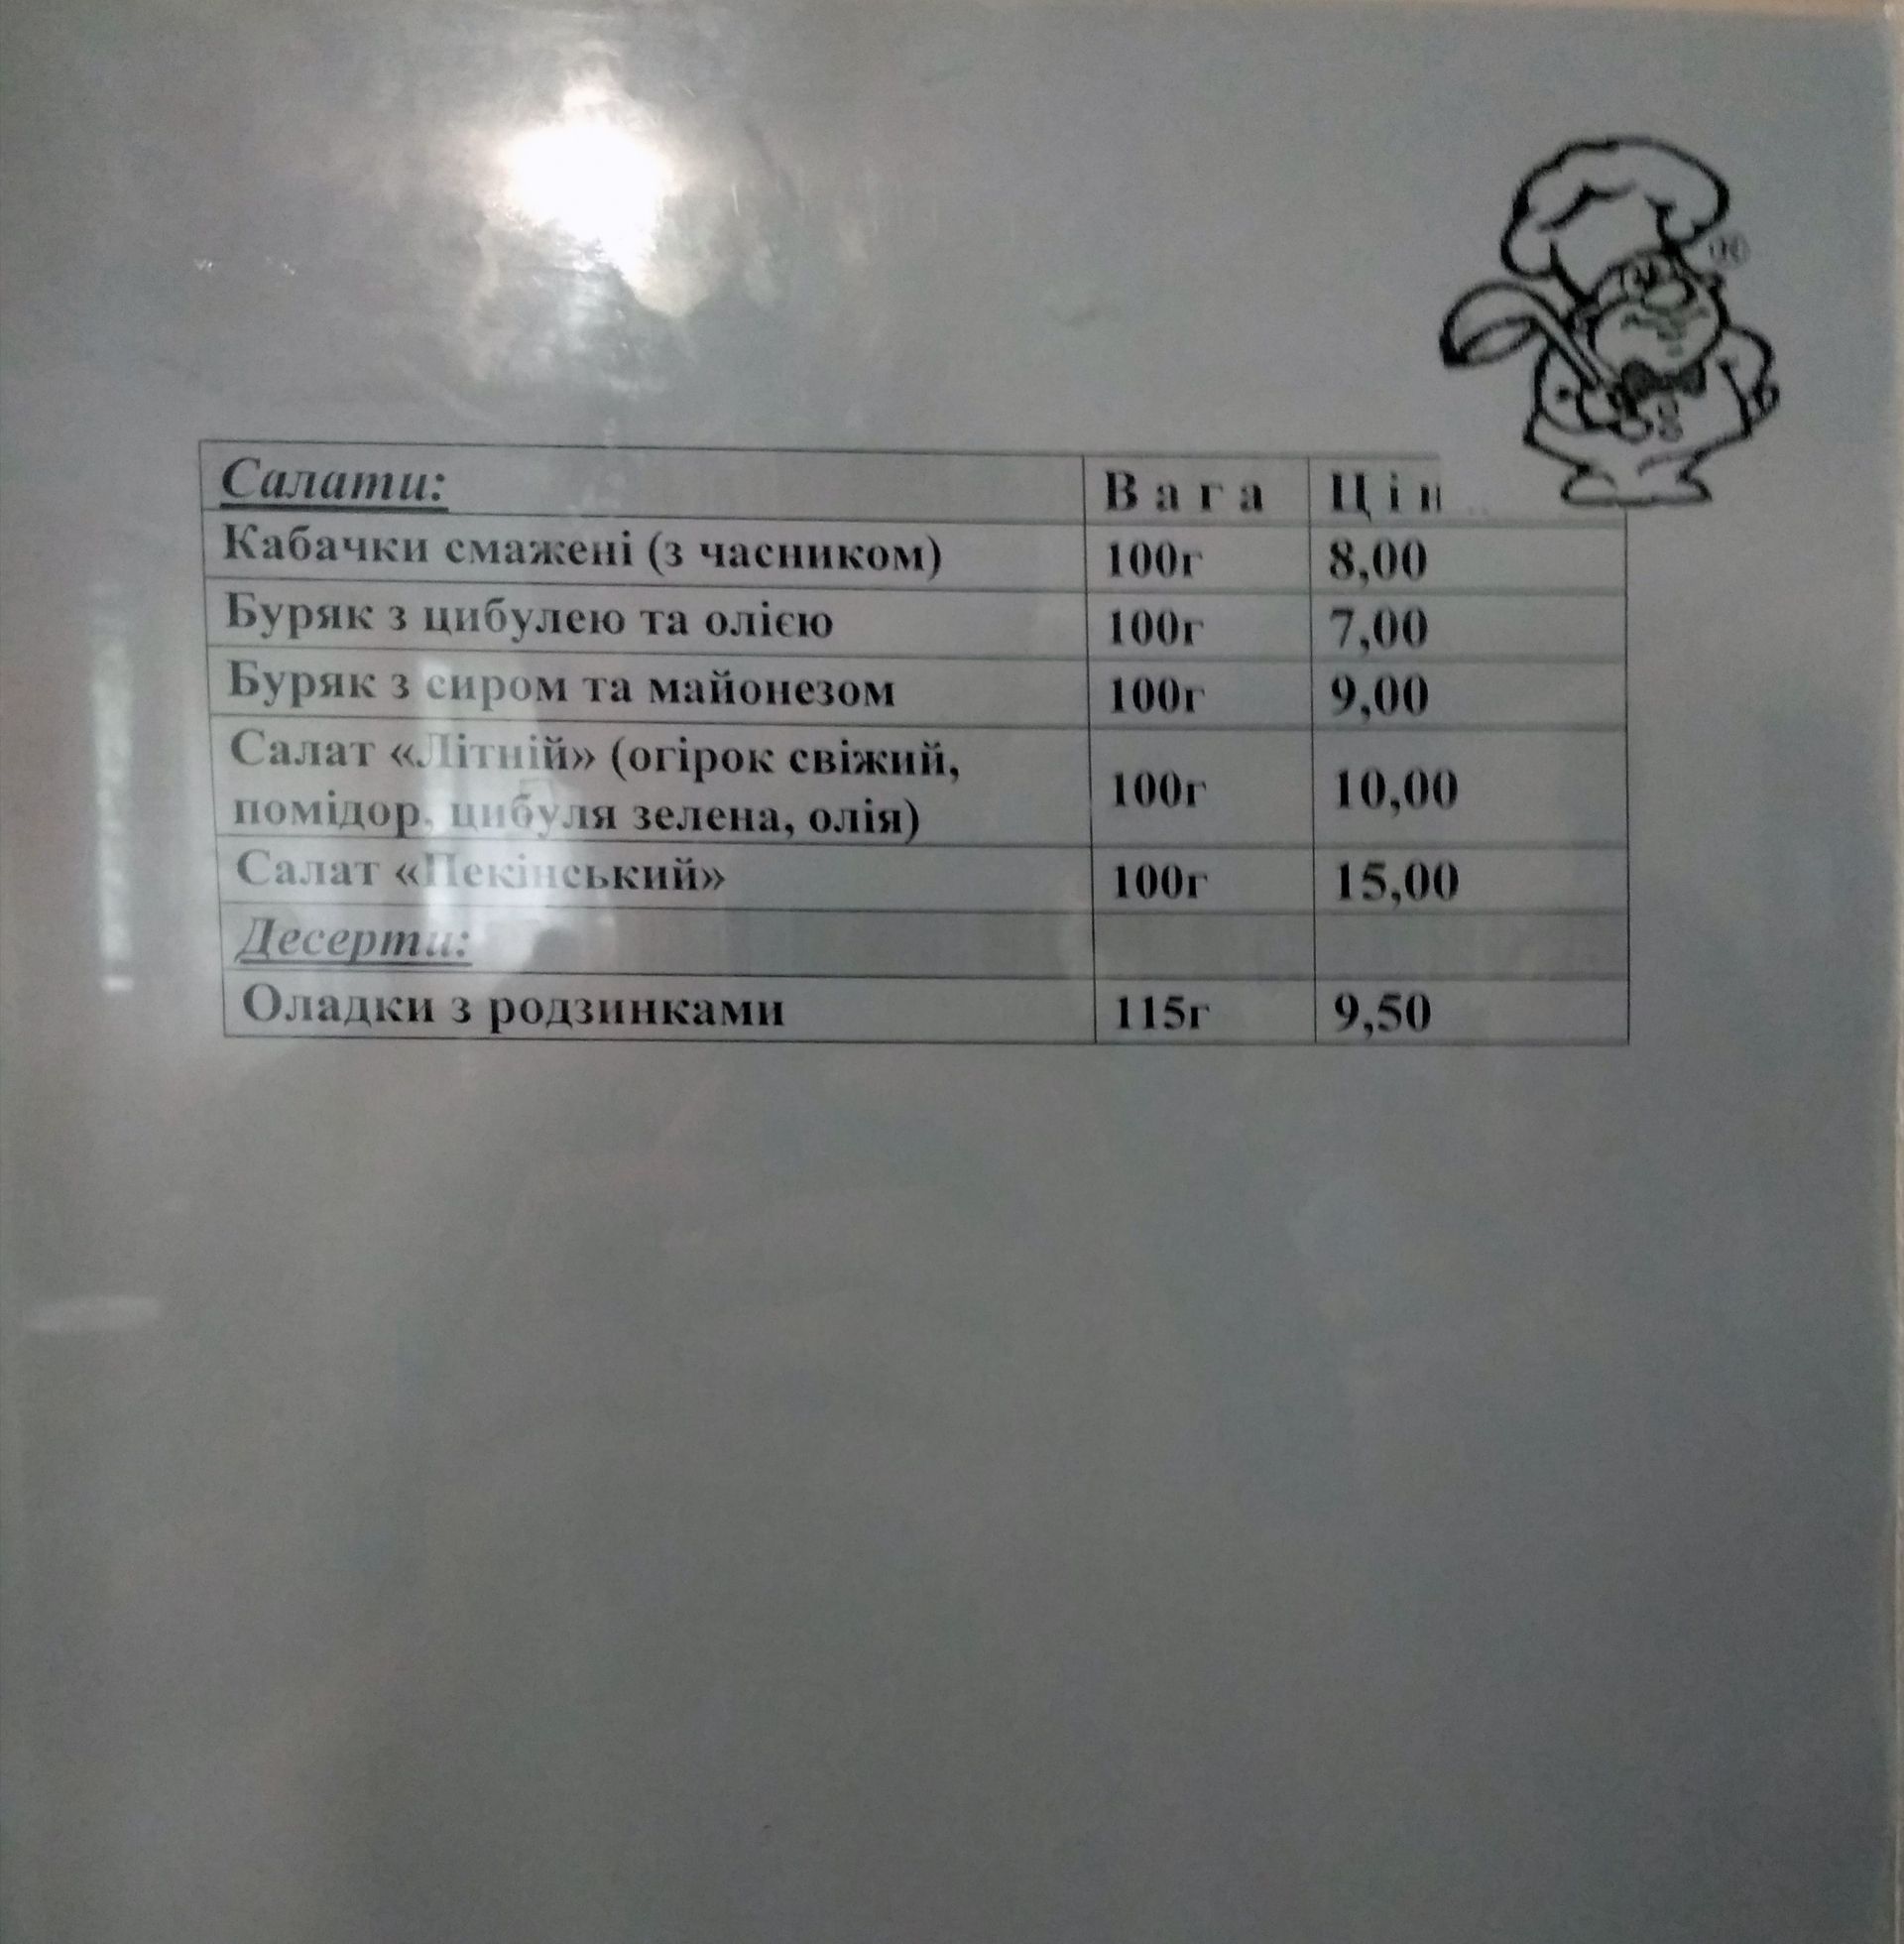 Салати: Вага Цін
Кабачки смажені (з часником) 100г 8,00
Буряк з цибулею та олією 100г 7,00
Буряк з сиром та майонезом 100г 9,00
Салат «Літній» (огірок свіжий,
помідор, цибуля зелена, олія) 100г 10,00
Салат «Пекінський» 100г 15,00
Десерти:
Оладки з родзинками 115г 9,50